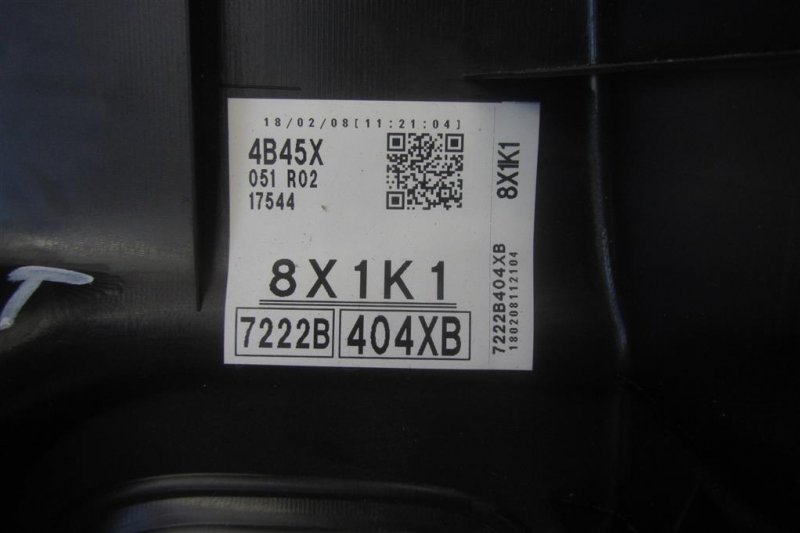 18/02/08[11:21:04]
4B45X
051 R02
17544
8X1K1
7222B 404XB
8X1K1
7222B404XB
180208112104
T